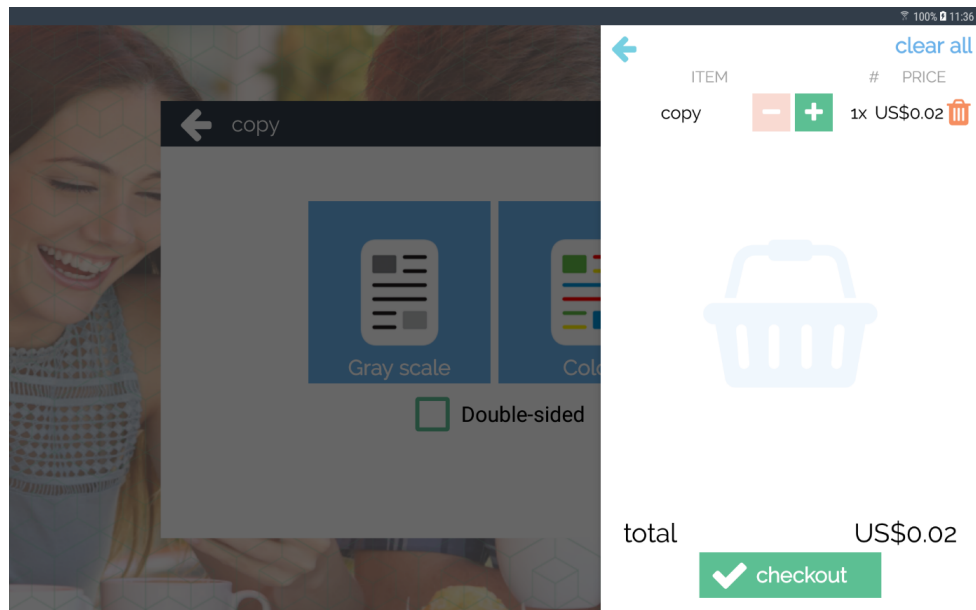 100% 11:36
copy
Gray scale
Double-sided
clear all
ITEM # PRICE
copy - + 1x US$0.02
total US$0.02
checkout